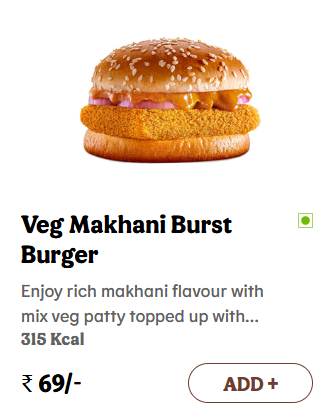 Veg Makhani Burst
Burger
Enjoy rich makhani flavour with
mix veg patty topped up with...
315 Kcal
₹ 69/-
ADD +